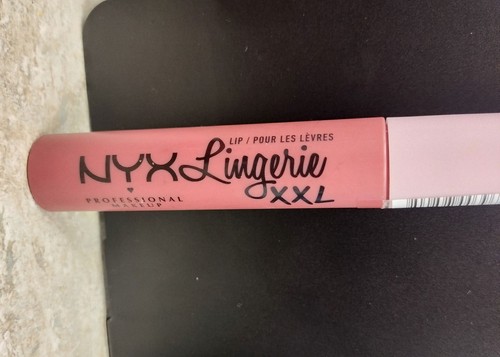 LIP / POUR LES LÈVRES
NYX Lingerie
XXL
PROFESSIONAL
MAKEUP